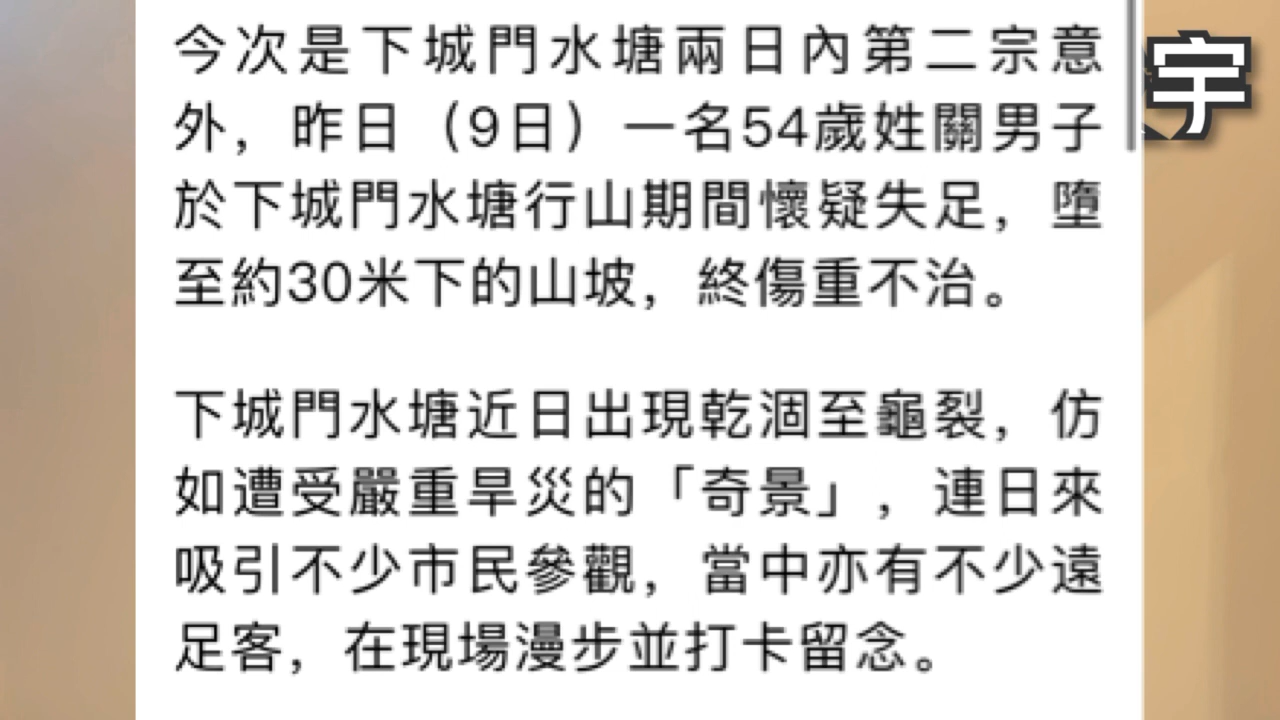 今次是下城門水塘兩日內第二宗意
外，昨日（9日）一名54歲姓關男子
於下城門水塘行山期間懷疑失足，墮
至約30米下的山坡，終傷重不治。
下城門水塘近日出現乾涸至龜裂，仿
如遭受嚴重旱災的「奇景」，連日來
吸引不少市民參觀，當中亦有不少遠
足客，在現場漫步並打卡留念。
宇